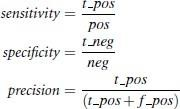 sensitivity = t_pos / pos
specificity = t_neg / neg
precision = t_pos / (t_pos + f_pos)